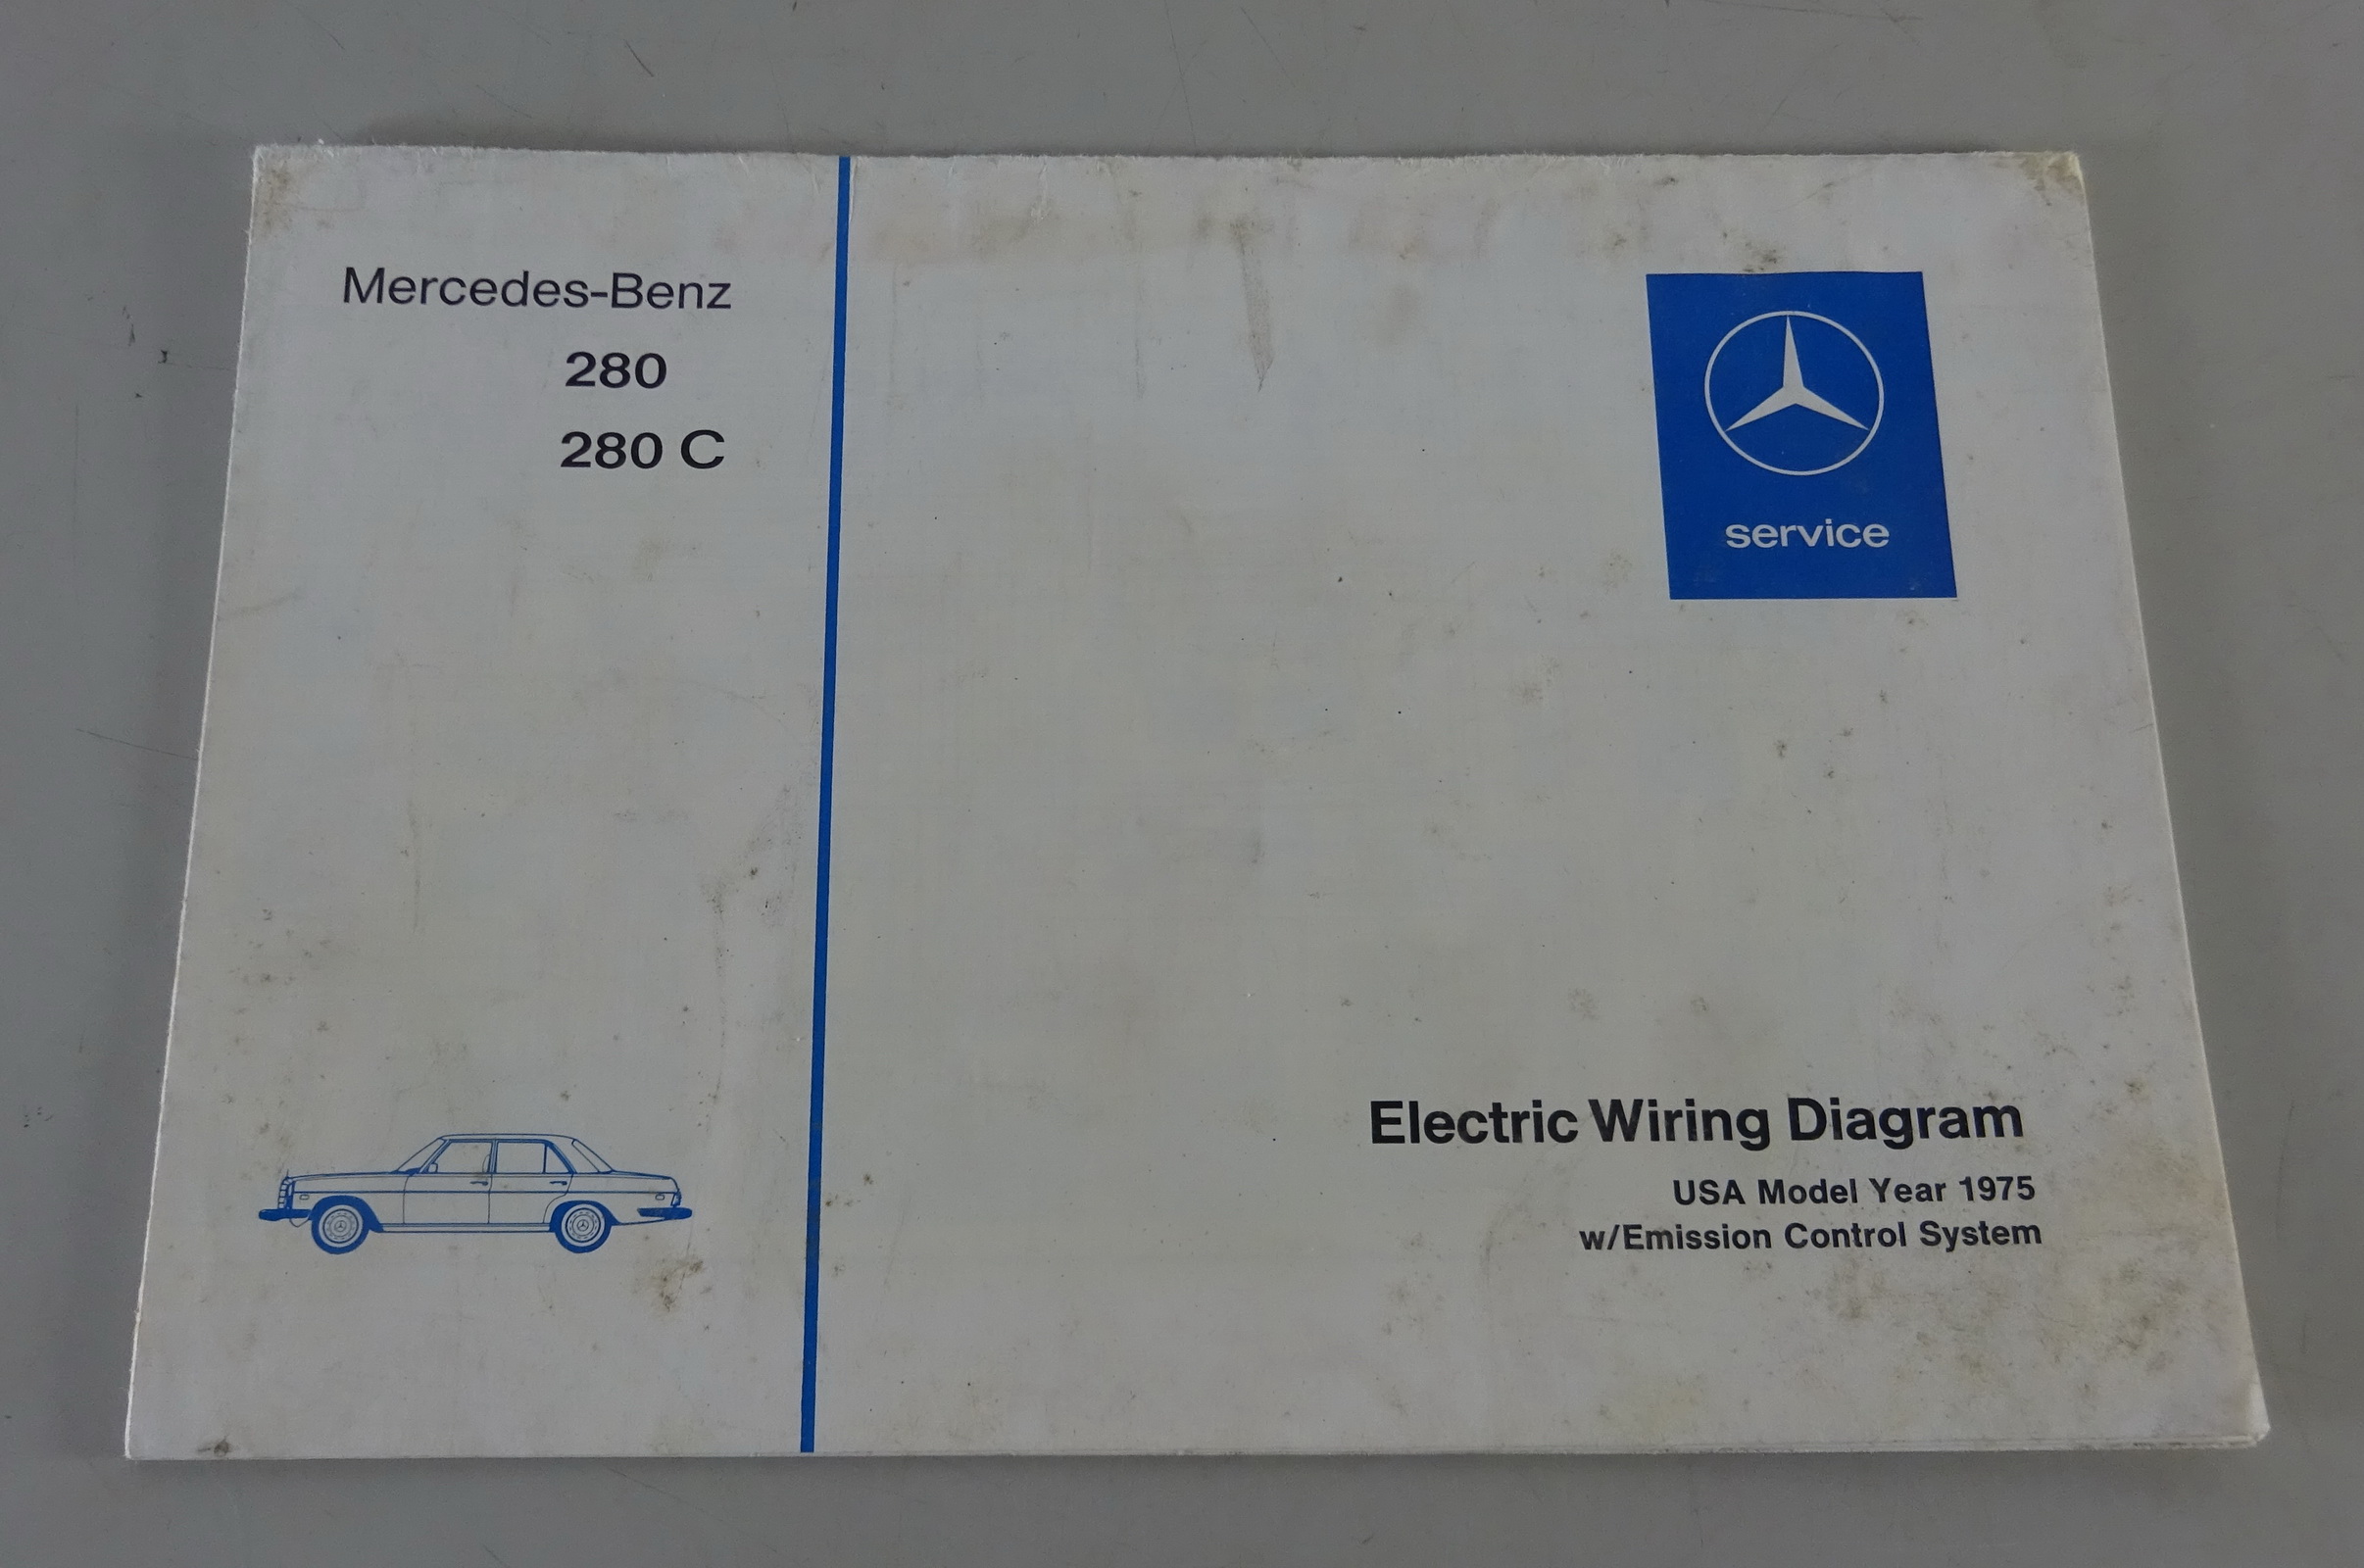 Mercedes-Benz
280
280 C
service
Electric Wiring Diagram
USA Model Year 1975
w/Emission Control System